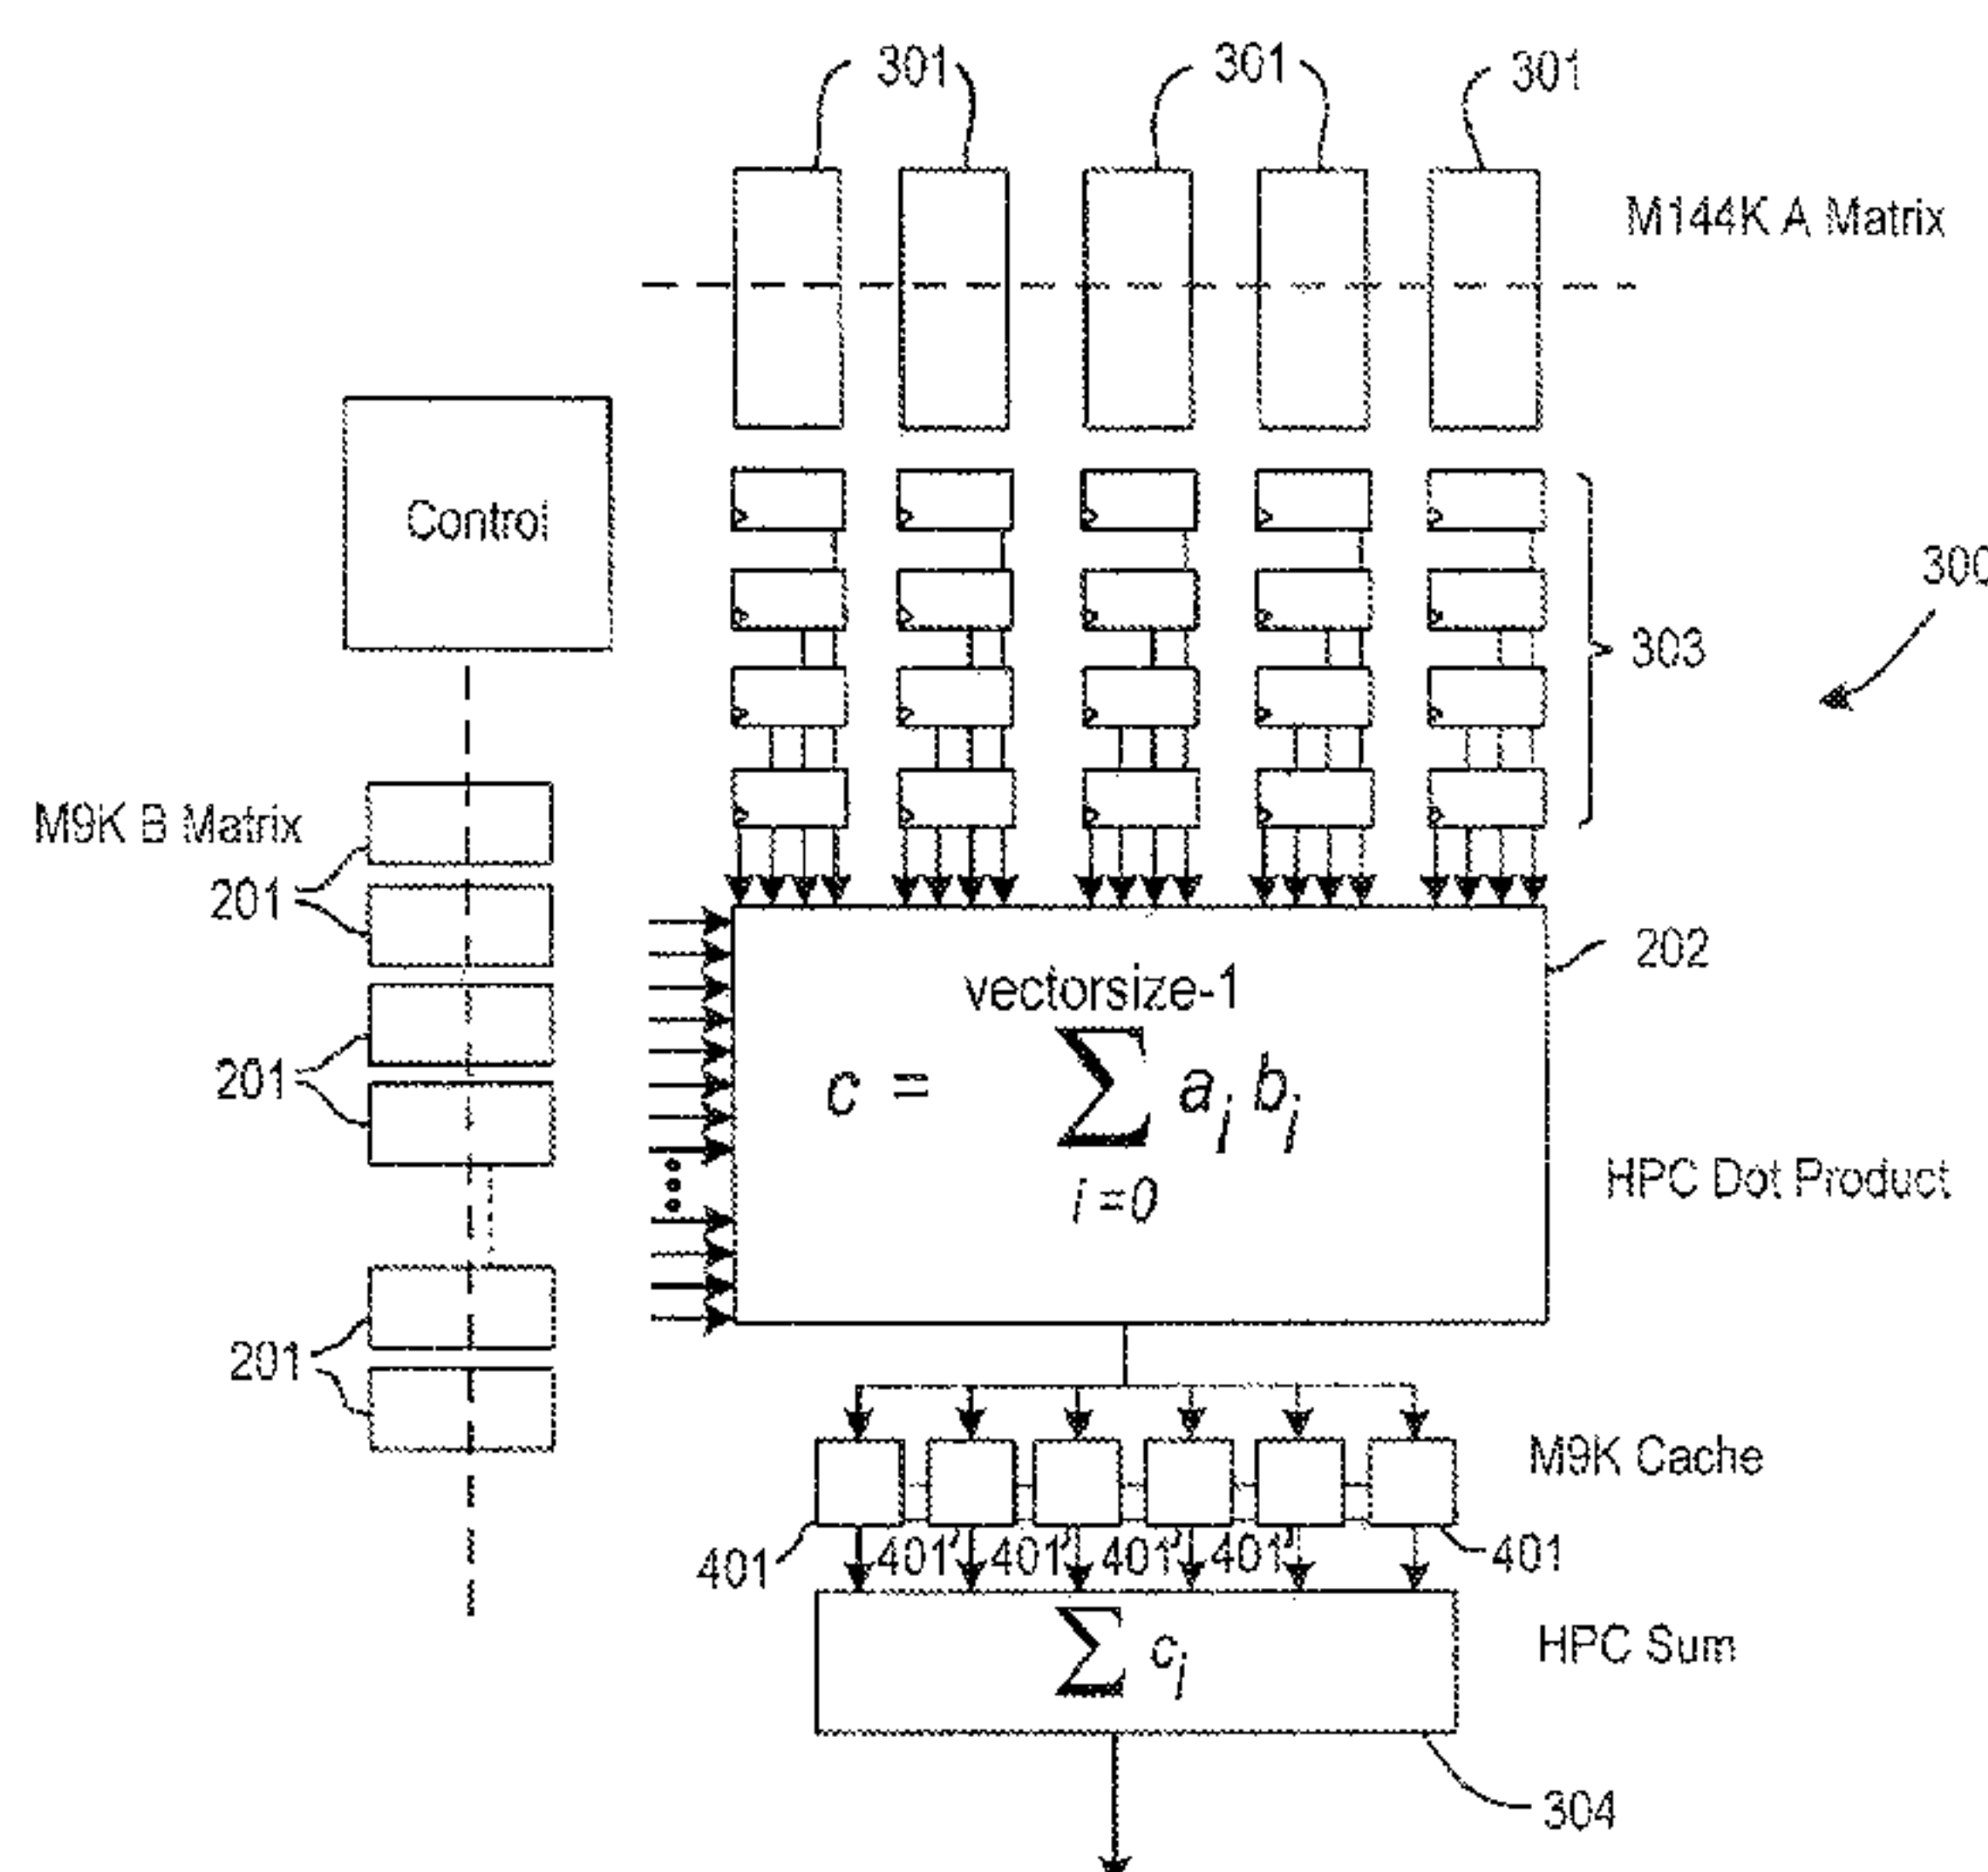 301 301 301
M144K A Matrix
Control
300
303
M9K B Matrix
201
202
vectorsize-1
c = ∑ a_i b_i
i=0
201
HPC Dot Product
201
M9K Cache
401 401' 401' 401' 401' 401
∑ c_i
HPC Sum
304